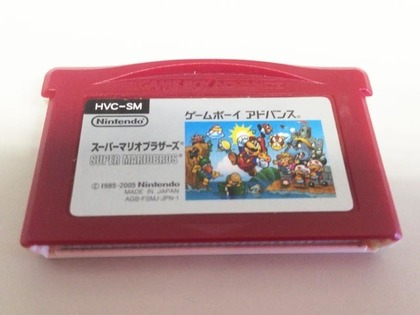 GAME BOY ADVANCE
HVC-SM
Nintendo
ゲームボーイ アドバンス
スーパーマリオブラザーズ
SUPER MARIOBROS
© 1985-2005 Nintendo
MADE IN JAPAN
AGB-FSMJ-JPN-1